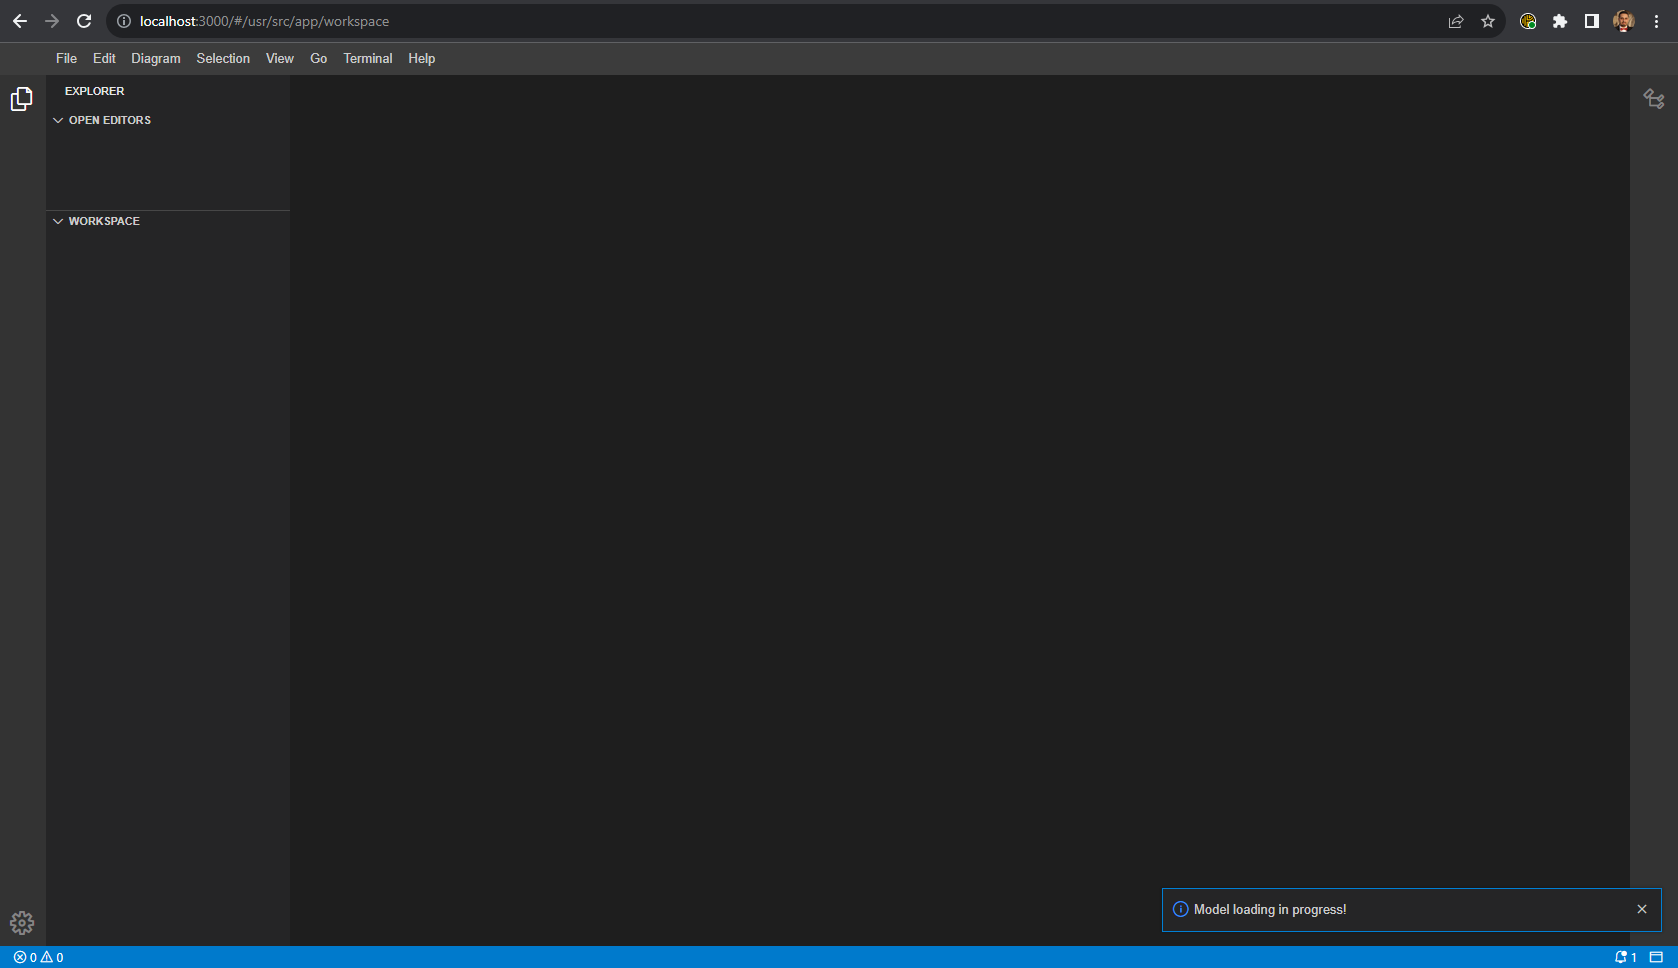 localhost:3000/#/usr/src/app/workspace
File Edit Diagram Selection View Go Terminal Help
EXPLORER
OPEN EDITORS
WORKSPACE
Model loading in progress!
0 0
1